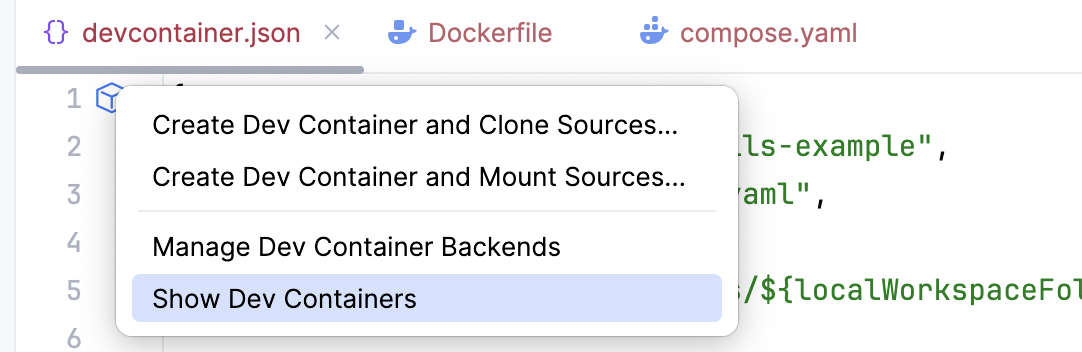 devcontainer.json Dockerfile compose.yaml
1 {
Create Dev Container and Clone Sources...
2 lls-example",
Create Dev Container and Mount Sources...
3 yaml",
4
Manage Dev Container Backends
5 s/${localWorkspaceFol
Show Dev Containers
6